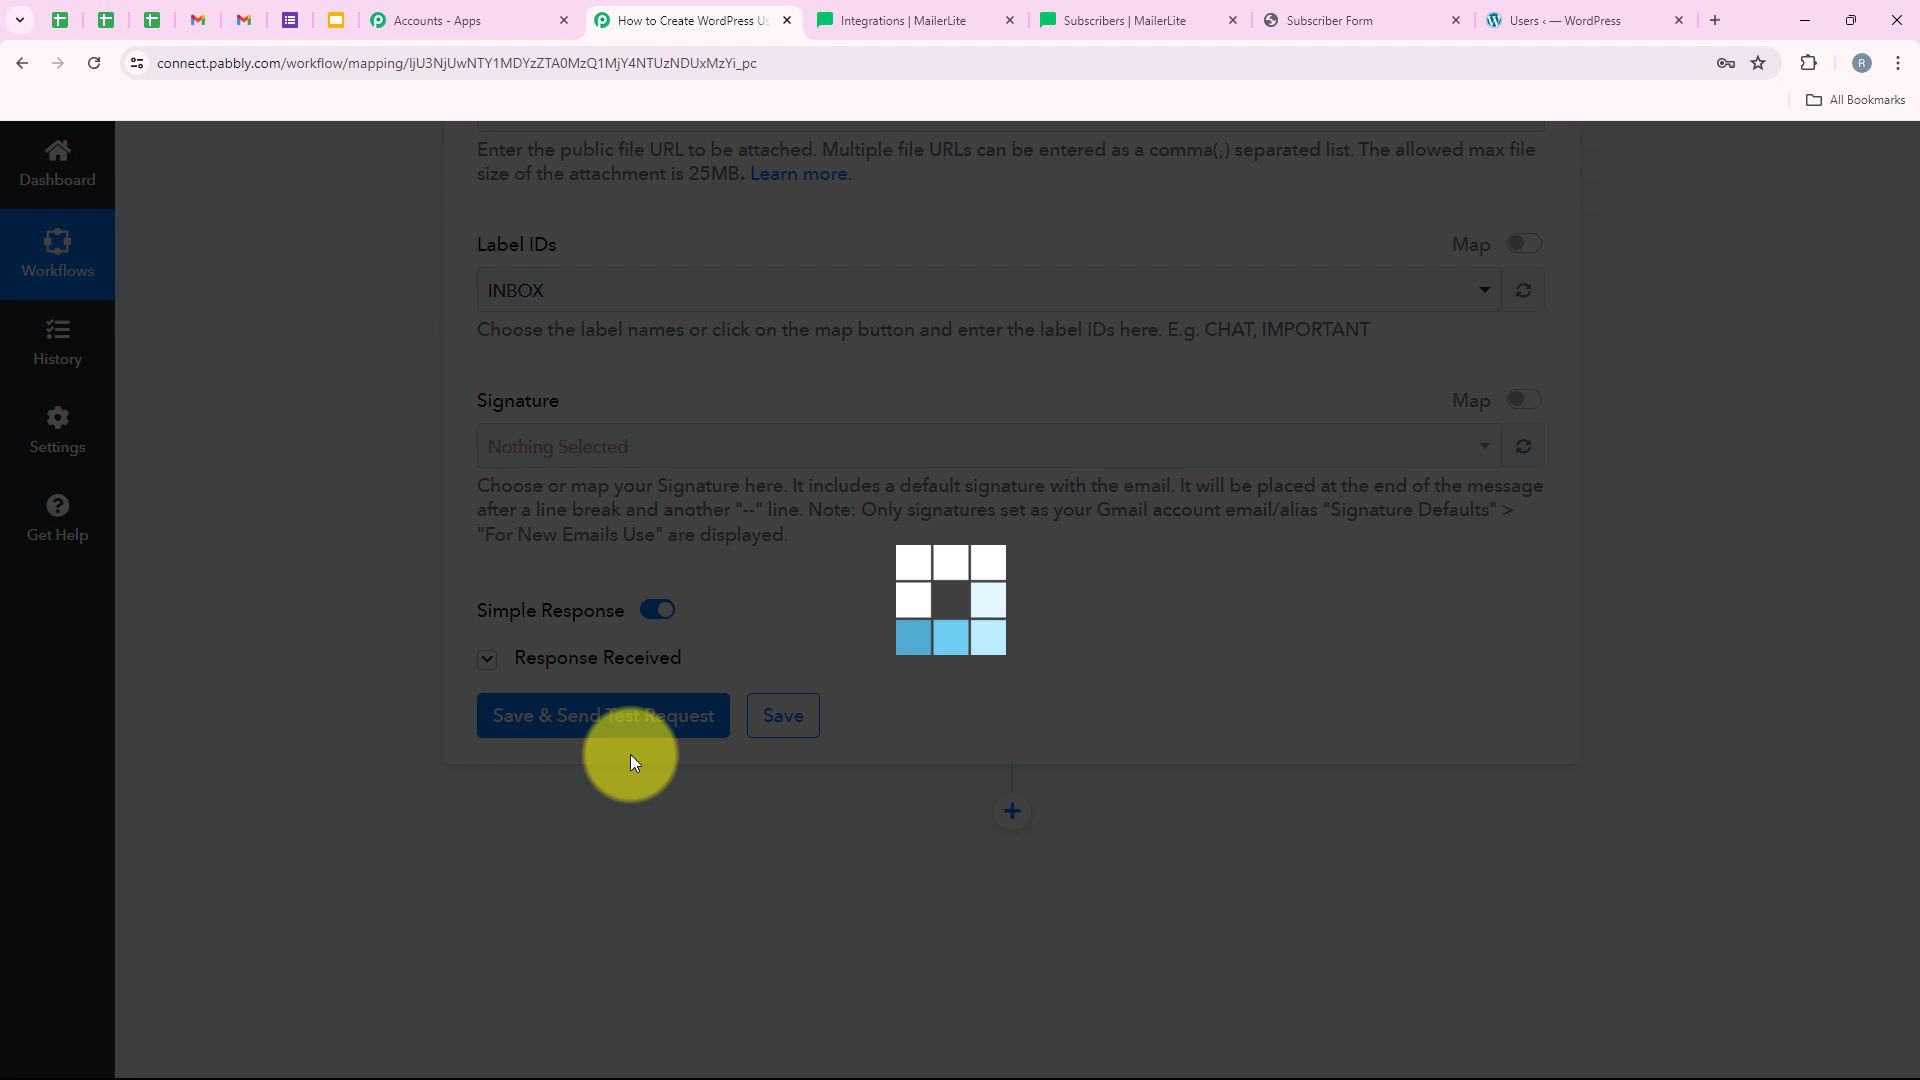 Accounts - Apps
How to Create WordPress Us
Integrations | MailerLite
Subscribers | MailerLite
Subscriber Form
Users ‹ — WordPress
connect.pabbly.com/workflow/mapping/IjU3NjUwNTY1MDYzZTA0MzQ1MjY4NTUzNDUxMzYi_pc
R
All Bookmarks
Dashboard
Workflows
History
Settings
Get Help
Enter the public file URL to be attached. Multiple file URLs can be entered as a comma(,) separated list. The allowed max file
size of the attachment is 25MB. Learn more.
Label IDs
Map
INBOX
Choose the label names or click on the map button and enter the label IDs here. E.g. CHAT, IMPORTANT
Signature
Map
Nothing Selected
Choose or map your Signature here. It includes a default signature with the email. It will be placed at the end of the message
after a line break and another "--" line. Note: Only signatures set as your Gmail account email/alias "Signature Defaults" >
"For New Emails Use" are displayed.
Simple Response
Response Received
Save & Send Test Request
Save